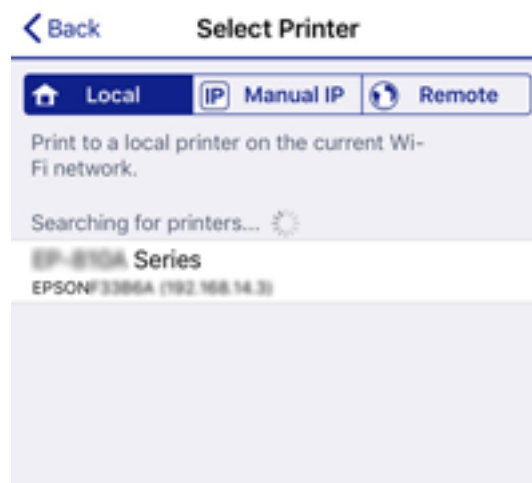 Back Select Printer
Local IP Manual IP Remote
Print to a local printer on the current Wi-
Fi network.
Searching for printers...
Series
EPSON